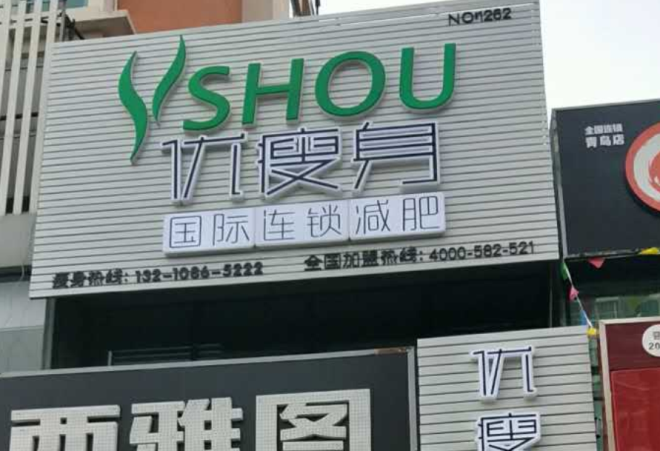 NO:1262
YSHOU
优瘦身
国际连锁减肥
瘦身热线: 132-1086-5222 全国加盟热线: 4000-582-521
全国连锁
青鸟店
西雅图
优
瘦